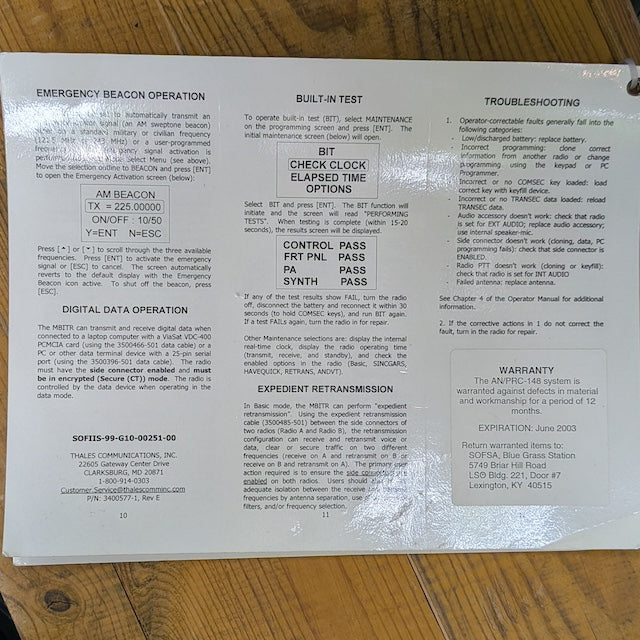 EMERGENCY BEACON OPERATION
to automatically transmit an
signal (an AM sweptone beacon)
on a standard military or civilian frequency
(121.5 MHz or 243 MHz) or a user-programmed
frequency. signal activation is
Select Menu (see above).
Move the selection outline to BEACON and press [ENT]
to open the Emergency Activation screen (below):
AM BEACON
TX = 225.00000
ON/OFF : 10/50
Y=ENT N=ESC
Press [▲] or [▼] to scroll through the three available
frequencies. Press [ENT] to activate the emergency
signal or [ESC] to cancel. The screen automatically
reverts to the default display with the Emergency
Beacon icon active. To shut off the beacon, press
[ESC].
DIGITAL DATA OPERATION
The MBITR can transmit and receive digital data when
connected to a laptop computer with a ViaSat VDC-400
PCMCIA card (using the 3500466-501 data cable) or a
PC or other data terminal device with a 25-pin serial
port (using the 3500396-501 data cable). The radio
must have the side connector enabled and must
be in encrypted (Secure (CT)) mode. The radio is
controlled by the data device when operating in the
data mode.
SOFIIS-99-G10-00251-00
THALES COMMUNICATIONS, INC.
22605 Gateway Center Drive
CLARKSBURG, MD 20871
1-800-914-0303
Customer.Service@thalescomminc.com
P/N: 3400577-1, Rev E
10
BUILT-IN TEST
To operate built-in test (BIT), select MAINTENANCE
on the programming screen and press [ENT]. The
initial maintenance screen (below) will open.
BIT
CHECK CLOCK
ELAPSED TIME
OPTIONS
Select BIT and press [ENT]. The BIT function will
initiate and the screen will read "PERFORMING
TESTS". When testing is complete (within 15-20
seconds), the results screen will be displayed.
CONTROL PASS
FRT PNL PASS
PA PASS
SYNTH PASS
If any of the test results show FAIL, turn the radio
off, disconnect the battery and reconnect it within 30
seconds (to hold COMSEC keys), and run BIT again.
If a test FAILs again, turn the radio in for repair.
Other Maintenance selections are: display the internal
real-time clock, display the radio operating time
(transmit, receive, and standby), and check the
enabled options in the radio (Basic, SINCGARS,
HAVEQUICK, RETRANS, ANDVT).
EXPEDIENT RETRANSMISSION
In Basic mode, the MBITR can perform "expedient
retransmission". Using the expedient retransmission
cable (3500485-501) between the side connectors of
two radios (Radio A and Radio B), the retransmission
configuration can receive and retransmit voice or
data, clear or secure traffic on two different
frequencies (receive on A and retransmit on B or
receive on B and retransmit on A). The primary user
action required is to ensure the side connector is
enabled on both radios. Users should also
adequate isolation between the receive and transmit
frequencies by antenna separation, use of
filters, and/or frequency selection.
11
TROUBLESHOOTING
1. Operator-correctable faults generally fall into the
following categories:
- Low/discharged battery: replace battery.
- Incorrect programming: clone correct
information from another radio or change
programming using the keypad or PC
Programmer.
- Incorrect or no COMSEC key loaded: load
correct key with keyfill device.
- Incorrect or no TRANSEC data loaded: reload
TRANSEC data.
- Audio accessory doesn't work: check that radio
is set for EXT AUDIO; replace audio accessory;
use internal speaker-mic.
- Side connector doesn't work (cloning, data, PC
programming fails): check that side connector is
ENABLED.
- Radio PTT doesn't work (cloning or keyfill):
check that radio is set for INT AUDIO
- Failed antenna: replace antenna.
See Chapter 4 of the Operator Manual for additional
information.
2. If the corrective actions in 1 do not correct the
fault, turn in the radio for repair.
WARRANTY
The AN/PRC-148 system is
warranted against defects in material
and workmanship for a period of 12
months.
EXPIRATION: June 2003
Return warranted items to:
SOFSA, Blue Grass Station
5749 Briar Hill Road
LSO Bldg. 221, Door #7
Lexington, KY 40515